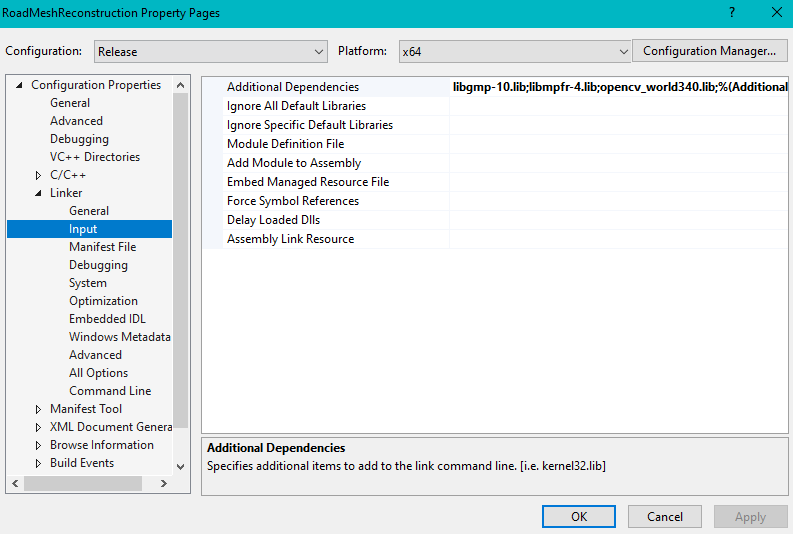 RoadMeshReconstruction Property Pages
?
Configuration:
Release
Platform:
x64
Configuration Manager...
Configuration Properties
General
Advanced
Debugging
VC++ Directories
C/C++
Linker
General
Input
Manifest File
Debugging
System
Optimization
Embedded IDL
Windows Metadata
Advanced
All Options
Command Line
Manifest Tool
XML Document Genera
Browse Information
Build Events
Additional Dependencies libgmp-10.lib;libmpfr-4.lib;opencv_world340.lib;%(Additional
Ignore All Default Libraries
Ignore Specific Default Libraries
Module Definition File
Add Module to Assembly
Embed Managed Resource File
Force Symbol References
Delay Loaded Dlls
Assembly Link Resource
Additional Dependencies
Specifies additional items to add to the link command line. [i.e. kernel32.lib]
OK
Cancel
Apply